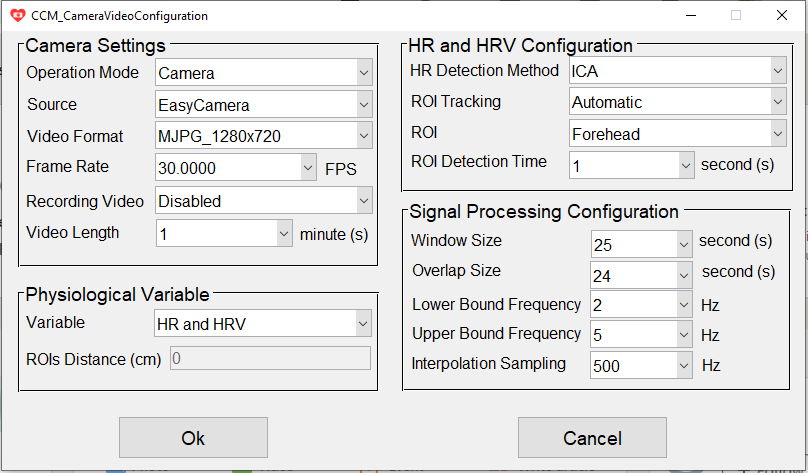 CCM_CameraVideoConfiguration
Camera Settings
Operation Mode Camera
Source EasyCamera
Video Format MJPG_1280x720
Frame Rate 30.0000 FPS
Recording Video Disabled
Video Length 1 minute (s)
Physiological Variable
Variable HR and HRV
ROIs Distance (cm) 0
HR and HRV Configuration
HR Detection Method ICA
ROI Tracking Automatic
ROI Forehead
ROI Detection Time 1 second (s)
Signal Processing Configuration
Window Size 25 second (s)
Overlap Size 24 second (s)
Lower Bound Frequency 2 Hz
Upper Bound Frequency 5 Hz
Interpolation Sampling 500 Hz
Ok Cancel